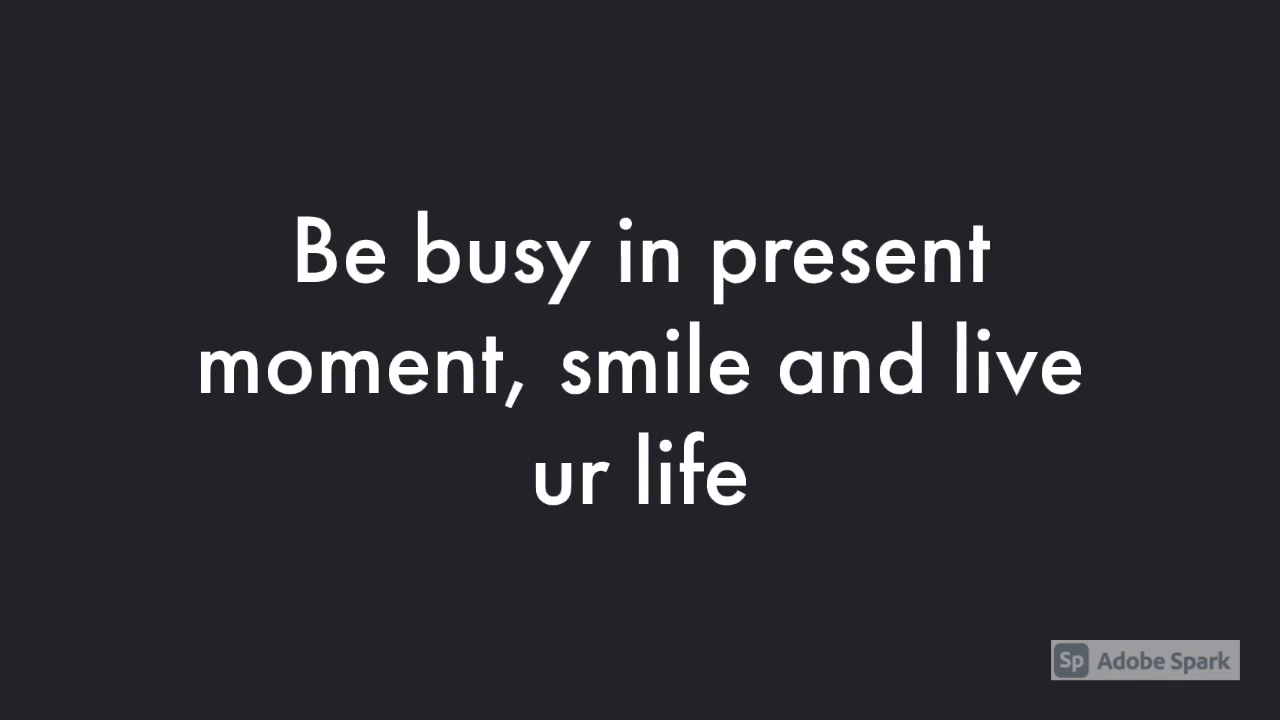 Be busy in present
moment, smile and live
ur life
Sp Adobe Spark